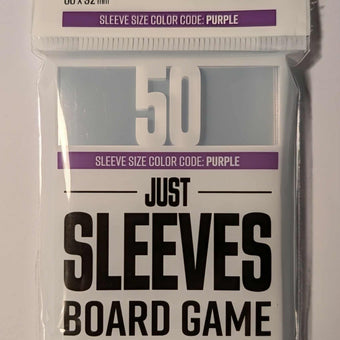 SLEEVE SIZE COLOR CODE: PURPLE
50
SLEEVE SIZE COLOR CODE: PURPLE
JUST
SLEEVES
BOARD GAME